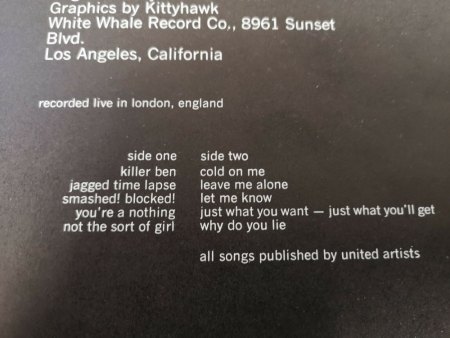 Graphics by Kittyhawk
White Whale Record Co., 8961 Sunset
Blvd.
Los Angeles, California
recorded live in london, england
side one
killer ben
jagged time lapse
smashed! blocked!
you're a nothing
not the sort of girl
side two
cold on me
leave me alone
let me know
just what you want — just what you'll get
why do you lie
all songs published by united artists